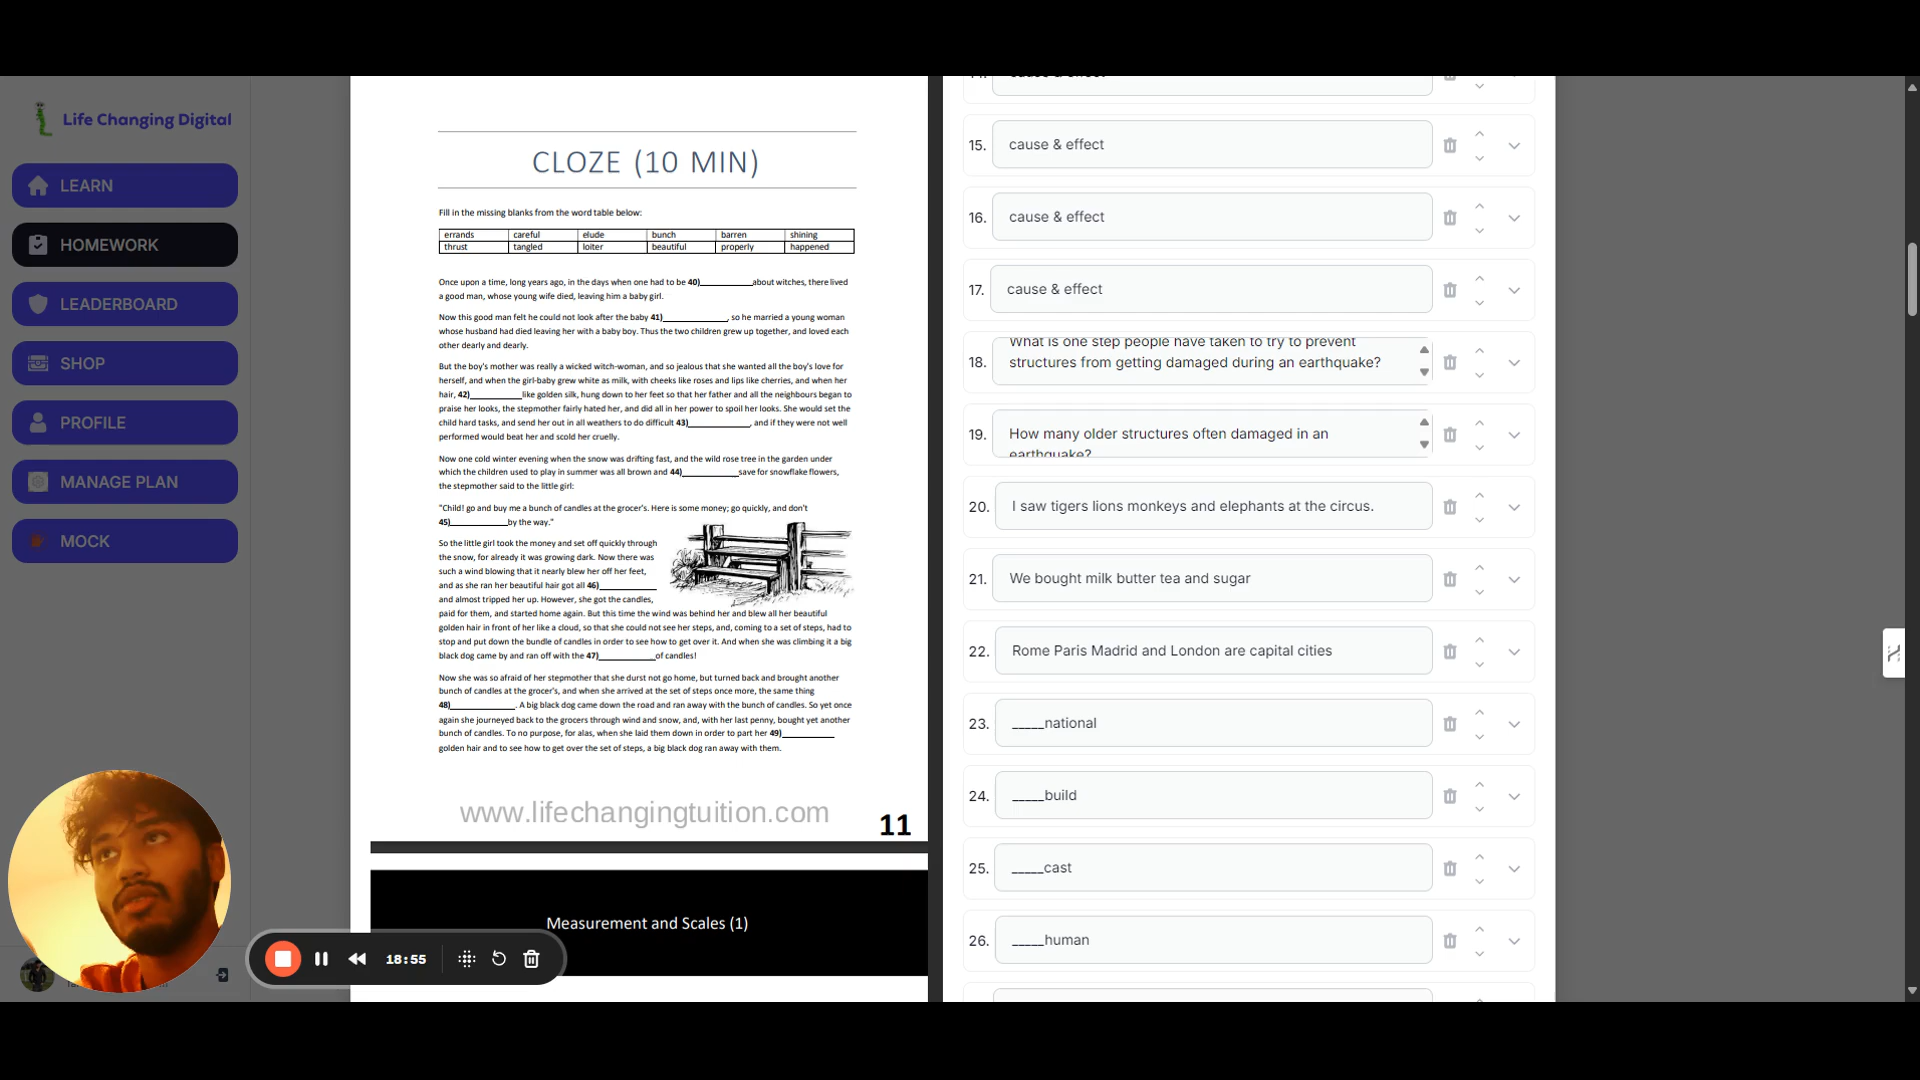 Life Changing Digital
LEARN
HOMEWORK
LEADERBOARD
SHOP
PROFILE
MANAGE PLAN
MOCK
CLOZE (10 MIN)
Fill in the missing blanks from the word table below:
errands careful elude bunch barren shining
thrust tangled loiter beautiful properly happened
Once upon a time, long years ago, in the days when one had to be 40)__________about witches, there lived
a good man, whose young wife died, leaving him a baby girl.
Now this good man felt he could not look after the baby 41)____________, so he married a young woman
whose husband had died leaving her with a baby boy. Thus the two children grew up together, and loved each
other dearly and dearly.
But the boy's mother was really a wicked witch-woman, and so jealous that she wanted all the boy's love for
herself, and when the girl-baby grew white as milk, with cheeks like roses and lips like cherries, and when her
hair, 42)__________like golden silk, hung down to her feet so that her father and all the neighbours began to
praise her looks, the stepmother fairly hated her, and did all in her power to spoil her looks. She would set the
child hard tasks, and send her out in all weathers to do difficult 43)____________, and if they were not well
performed would beat her and scold her cruelly.
Now one cold winter evening when the snow was drifting fast, and the wild rose tree in the garden under
which the children used to play in summer was all brown and 44)___________save for snowflake flowers,
the stepmother said to the little girl:
"Child! go and buy me a bunch of candles at the grocer's. Here is some money; go quickly, and don't
45)___________by the way."
So the little girl took the money and set off quickly through
the snow, for already it was growing dark. Now there was
such a wind blowing that it nearly blew her off her feet,
and as she ran her beautiful hair got all 46)___________
and almost tripped her up. However, she got the candles,
paid for them, and started home again. But this time the wind was behind her and blew all her beautiful
golden hair in front of her like a cloud, so that she could not see her steps, and, coming to a set of steps, had to
stop and put down the bundle of candles in order to see how to get over it. And when she was climbing it a big
black dog came by and ran off with the 47)___________of candles!
Now she was so afraid of her stepmother that she durst not go home, but turned back and brought another
bunch of candles at the grocer's, and when she arrived at the set of steps once more, the same thing
48)____________. A big black dog came down the road and ran away with the bunch of candles. So yet once
again she journeyed back to the grocers through wind and snow, and, with her last penny, bought yet another
bunch of candles. To no purpose, for alas, when she laid them down in order to part her 49)__________
golden hair and to see how to get over the set of steps, a big black dog ran away with them.
www.lifechangingtuition.com
11
Measurement and Scales (1)
18:55
15. cause & effect
16. cause & effect
17. cause & effect
18. What is one step people have taken to try to prevent
structures from getting damaged during an earthquake?
19. How many older structures often damaged in an
earthquake?
20. I saw tigers lions monkeys and elephants at the circus.
21. We bought milk butter tea and sugar
22. Rome Paris Madrid and London are capital cities
23. ____national
24. ____build
25. ____cast
26. ____human